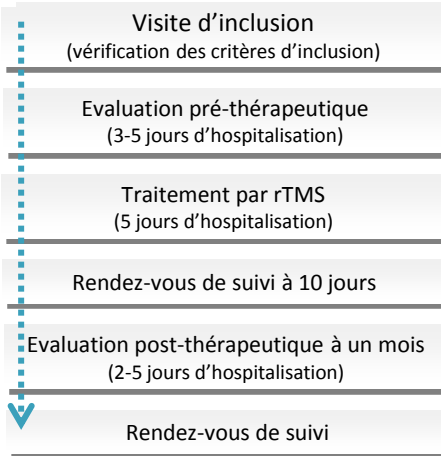 Visite d’inclusion
(vérification des critères d’inclusion)
Evaluation pré-thérapeutique
(3-5 jours d’hospitalisation)
Traitement par rTMS
(5 jours d’hospitalisation)
Rendez-vous de suivi à 10 jours
Evaluation post-thérapeutique à un mois
(2-5 jours d’hospitalisation)
Rendez-vous de suivi